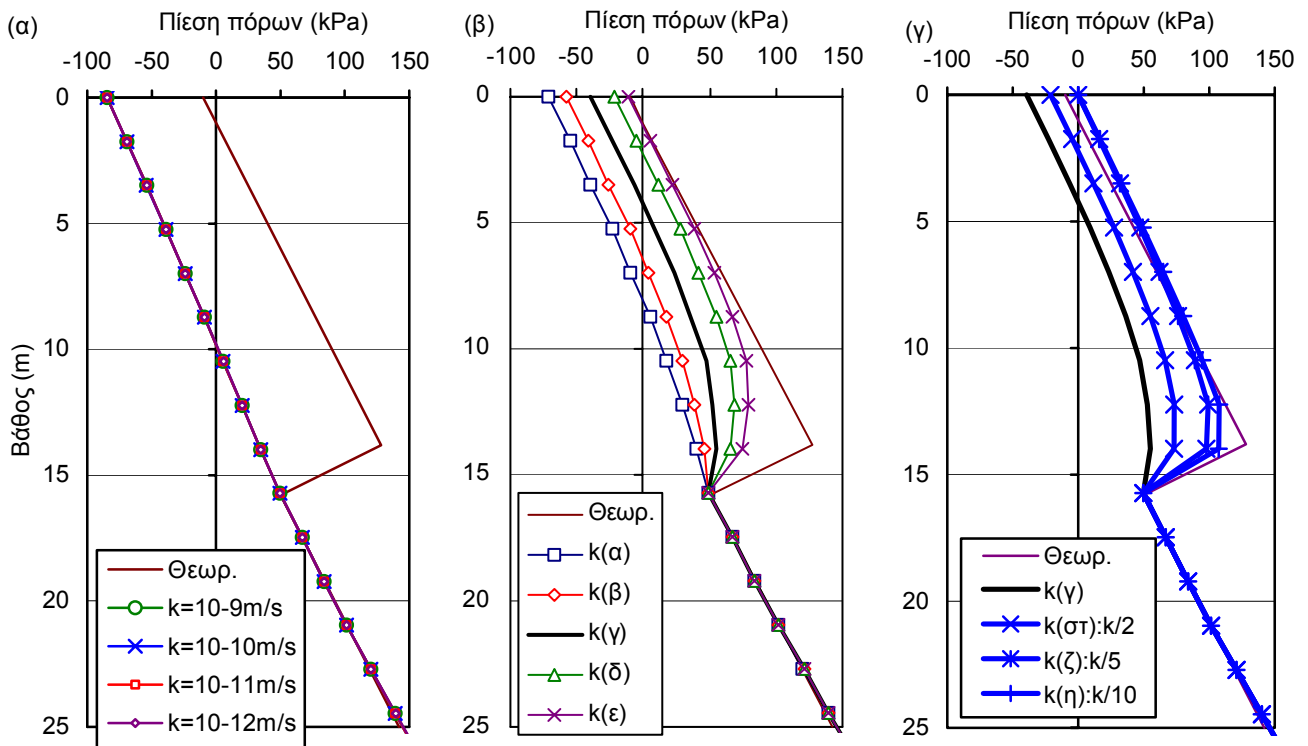 (α)
Πίεση πόρων (kPa)
-100 -50 0 50 100 150
0
5
10
15
20
25
Βάθος (m)
Θεωρ.
k=10-9m/s
k=10-10m/s
k=10-11m/s
k=10-12m/s
(β)
Πίεση πόρων (kPa)
-100 -50 0 50 100 150
0
5
10
15
20
25
Θεωρ.
k(α)
k(β)
k(γ)
k(δ)
k(ε)
(γ)
Πίεση πόρων (kPa)
-100 -50 0 50 100 150
0
5
10
15
20
25
Θεωρ.
k(γ)
k(στ):k/2
k(ζ):k/5
k(η):k/10